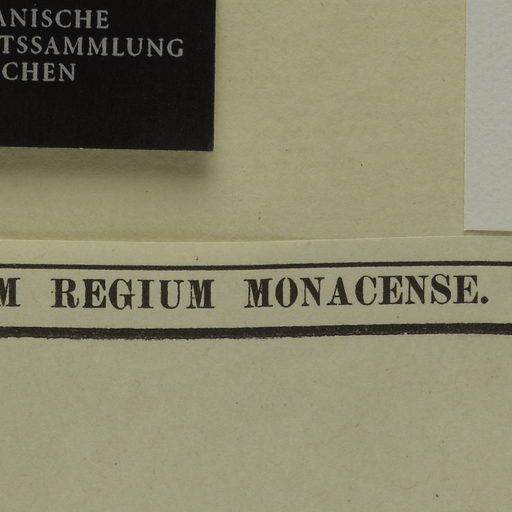 ANISCHE
TSSAMMLUNG
CHEN
M REGIUM MONACENSE.